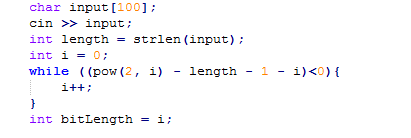 char input[100];
cin >> input;
int length = strlen(input);
int i = 0;
while ((pow(2, i) - length - 1 - i)<0){
i++;
}
int bitLength = i;